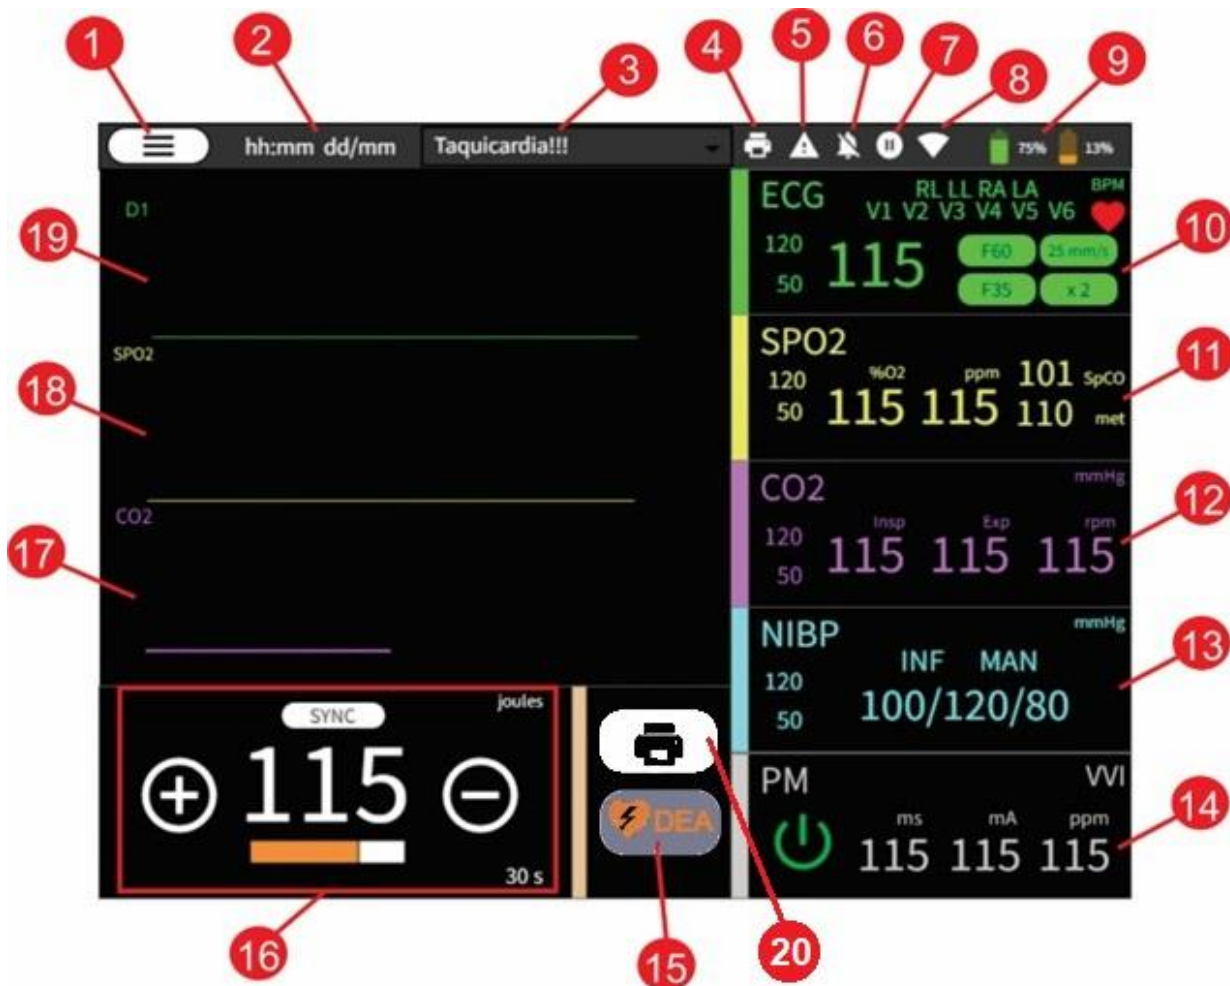 1
2
3
4
5
6
7
8
9
hh:mm dd/mm
Taquicardia!!!
75%
13%
D1
19
SPO2
18
CO2
17
ECG
RL LL RA LA
V1 V2 V3 V4 V5 V6
BPM
120
50
115
F60
25 mm/s
F35
x 2
10
SPO2
120
50
%O2
115
ppm
115
101 SpCO
110 met
11
CO2
mmHg
120
50
Insp
115
Exp
115
rpm
115
12
NIBP
mmHg
120
50
INF MAN
100/120/80
13
PM
VVI
ms
115
mA
115
ppm
115
14
joules
SYNC
115
30 s
DEA
16
15
20